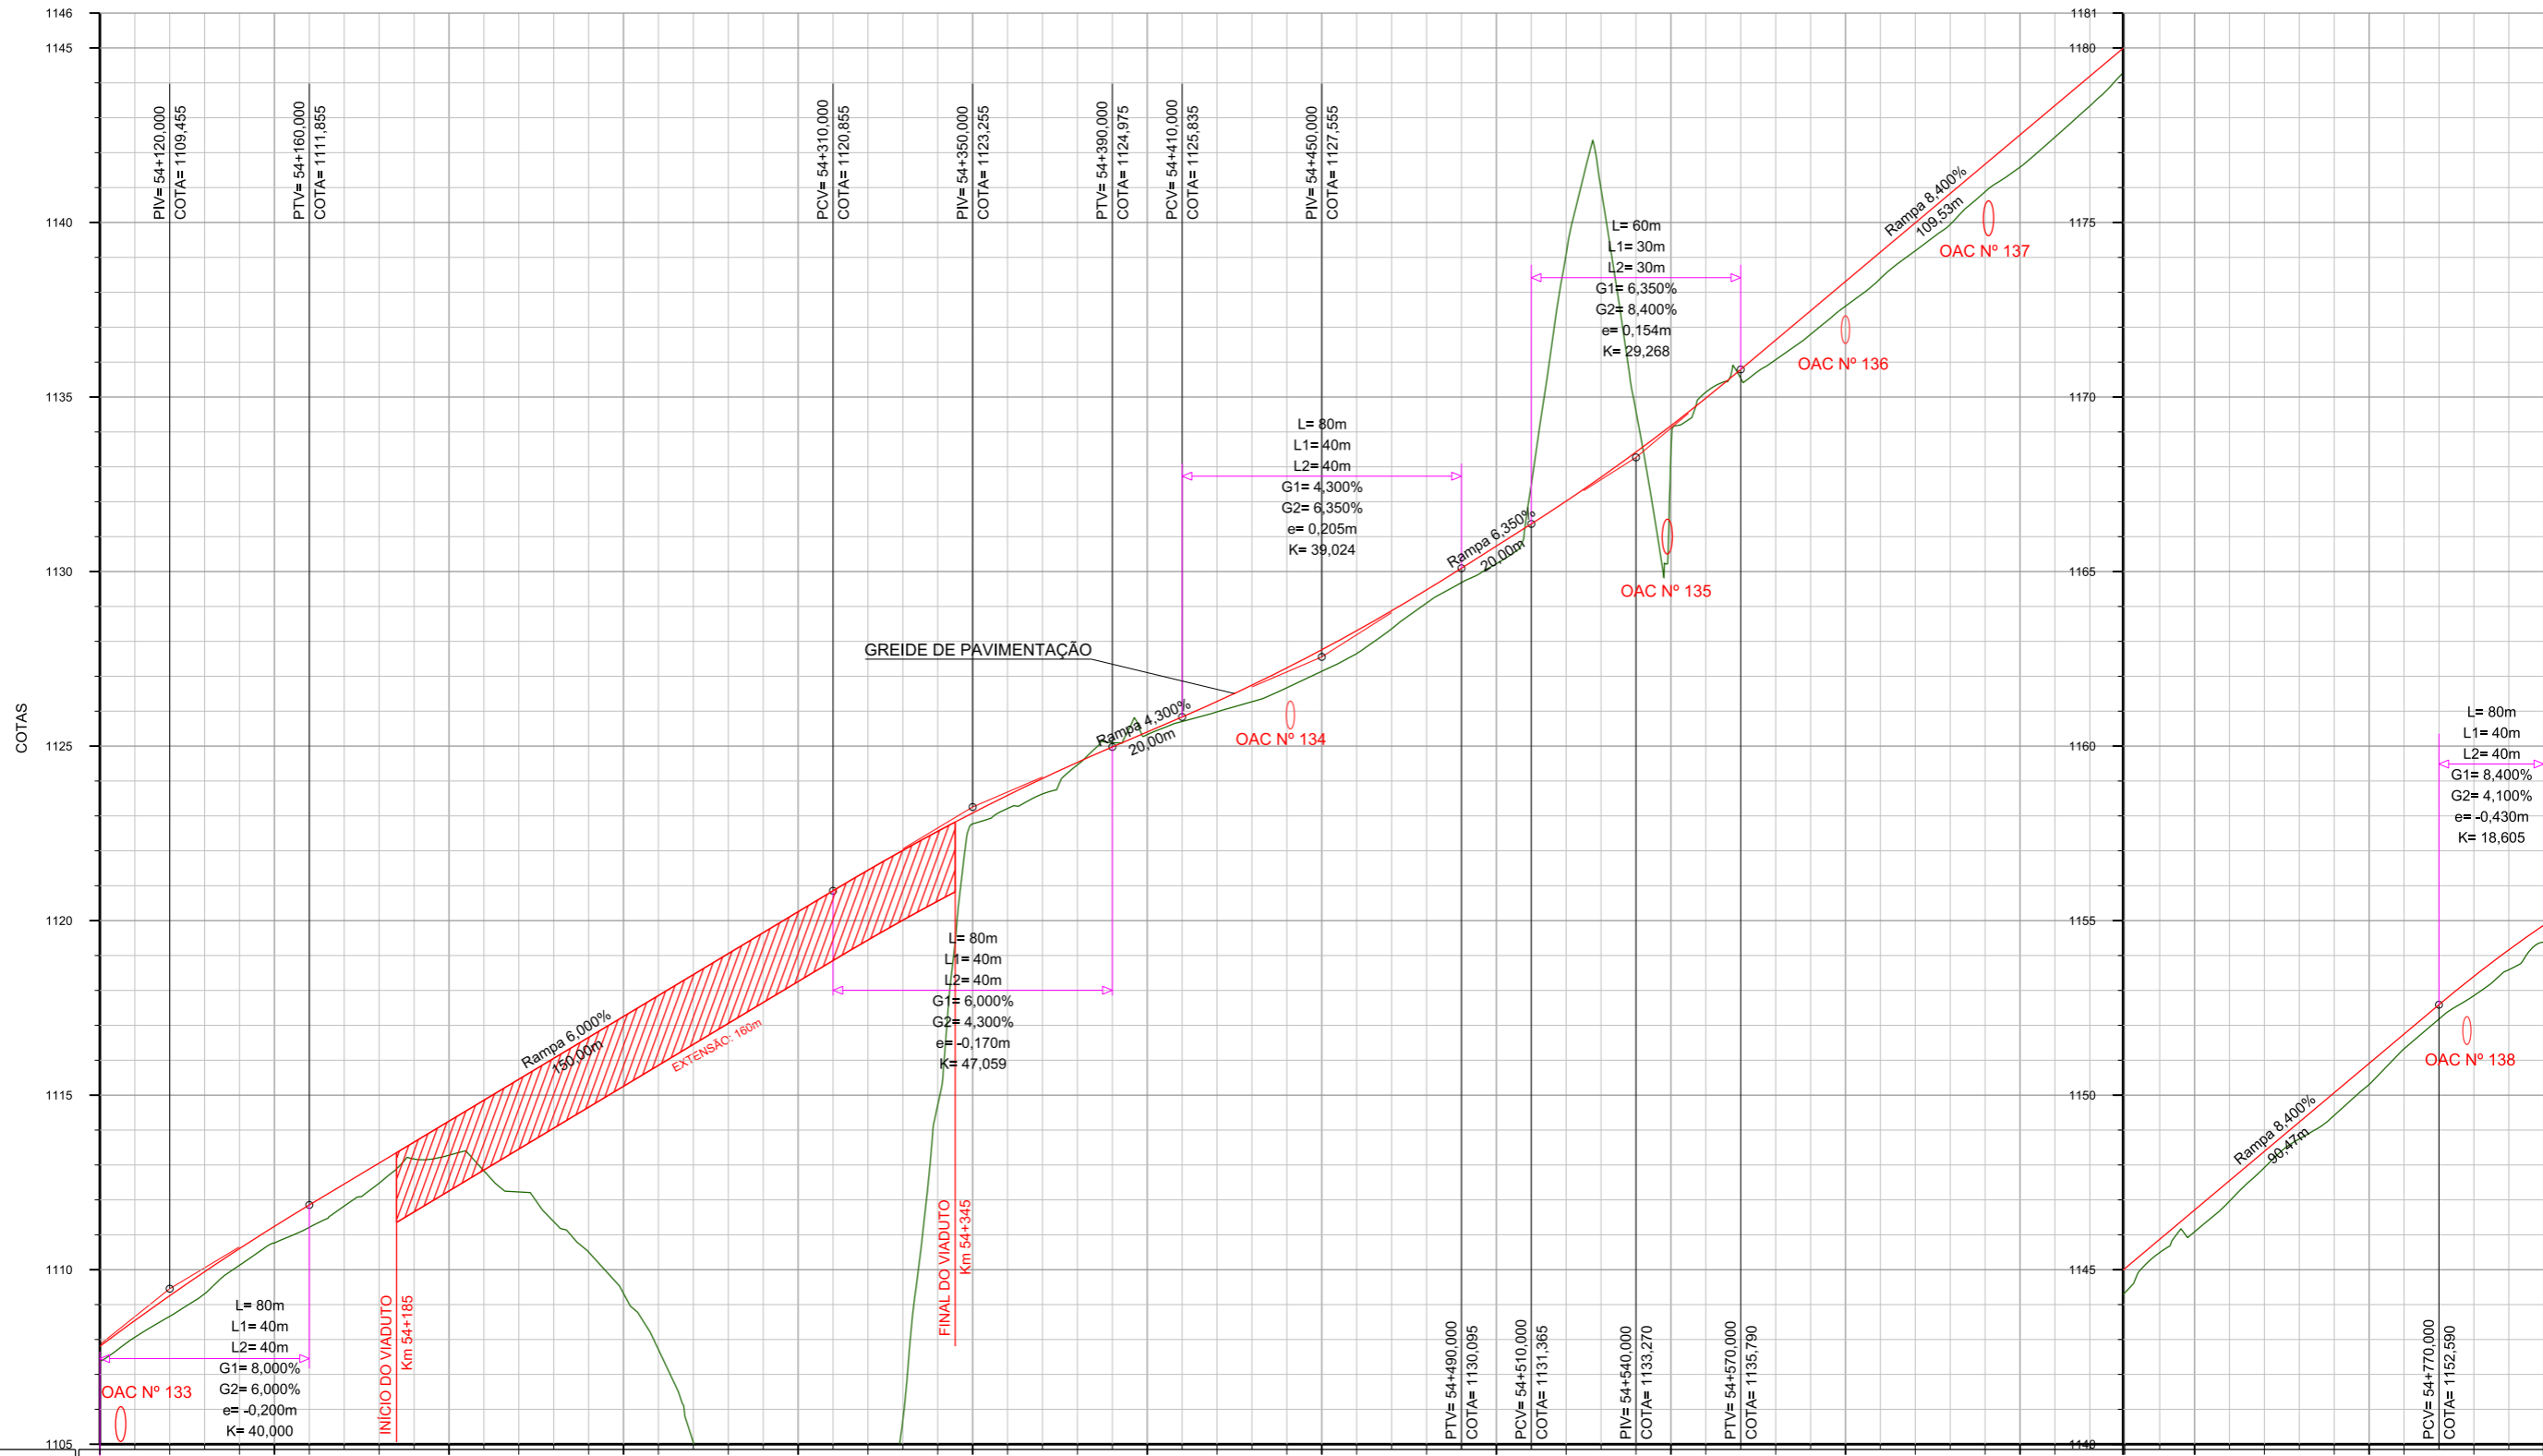 1146
1145
1140
1135
1130
1125
1120
1115
1110
1105
COTAS
PIV= 54+120,000
COTA= 1109,455
PTV= 54+160,000
COTA= 1111,855
PCV= 54+310,000
COTA= 1120,855
PIV= 54+350,000
COTA= 1123,255
PTV= 54+390,000
COTA= 1124,975
PCV= 54+410,000
COTA= 1125,835
PIV= 54+450,000
COTA= 1127,555
L= 60m
L1= 30m
L2= 30m
G1= 6,350%
G2= 8,400%
e= 0,154m
K= 29,268
Rampa 8,400%
109,53m
OAC Nº 137
OAC Nº 136
L= 80m
L1= 40m
L2= 40m
G1= 4,300%
G2= 6,350%
e= 0,205m
K= 39,024
Rampa 6,350%
20,00m
OAC Nº 135
GREIDE DE PAVIMENTAÇÃO
Rampa 4,300%
20,00m
OAC Nº 134
L= 80m
L1= 40m
L2= 40m
G1= 6,000%
G2= 4,300%
e= -0,170m
K= 47,059
Rampa 6,000%
150,00m
EXTENSÃO: 160m
INÍCIO DO VIADUTO
Km 54+185
FINAL DO VIADUTO
Km 54+345
L= 80m
L1= 40m
L2= 40m
G1= 8,000%
G2= 6,000%
e= -0,200m
K= 40,000
OAC Nº 133
PTV= 54+490,000
COTA= 1130,095
PCV= 54+510,000
COTA= 1131,365
PIV= 54+540,000
COTA= 1133,270
PTV= 54+570,000
COTA= 1135,790
1181
1180
1175
1170
1165
1160
1155
1150
1145
1140
L= 80m
L1= 40m
L2= 40m
G1= 8,400%
G2= 4,100%
e= -0,430m
K= 18,605
OAC Nº 138
Rampa 8,400%
90,47m
PCV= 54+770,000
COTA= 1152,590